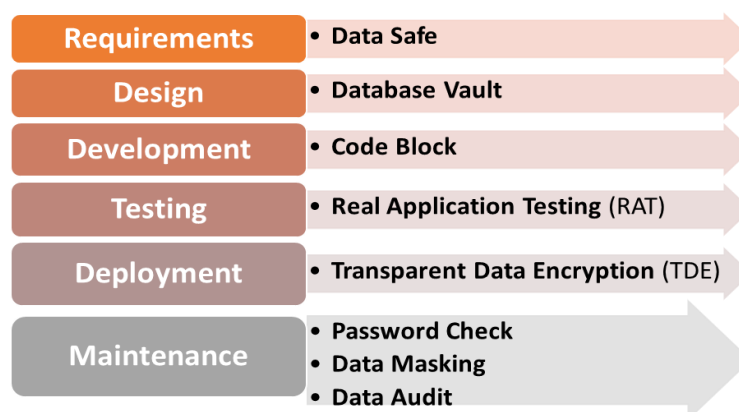 Requirements • Data Safe
Design • Database Vault
Development • Code Block
Testing • Real Application Testing (RAT)
Deployment • Transparent Data Encryption (TDE)
Maintenance
• Password Check
• Data Masking
• Data Audit